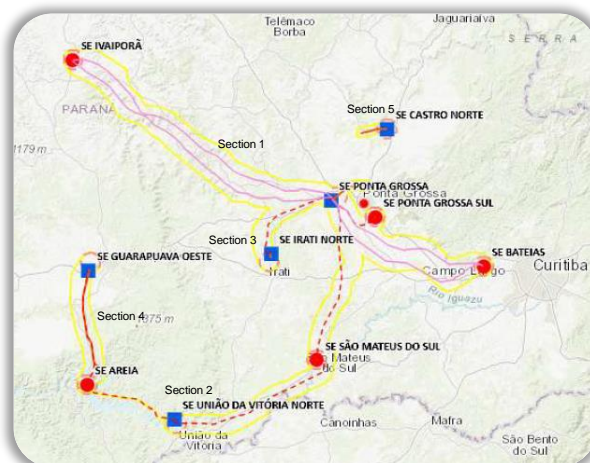 Telêmaco
Borba
Jaguariaíva
SERRA
SE IVAIPORÃ
PARANÁ
Section 5
SE CASTRO NORTE
Section 1
1179 m
SE PONTA GROSSA
Ponta Grossa
SE PONTA GROSSA SUL
Section 3
SE IRATI NORTE
Irati
SE GUARAPUAVA OESTE
SE BATEIAS
Campo Largo
Curitiba
Rio Iguazu
Section 4
1875 m
SE SÃO MATEUS DO SUL
Mateus
do Sul
SE AREIA
Section 2
SE UNIÃO DA VITÓRIA NORTE
União da
Vitória
Canoinhas
Mafra
São Bento
do Sul